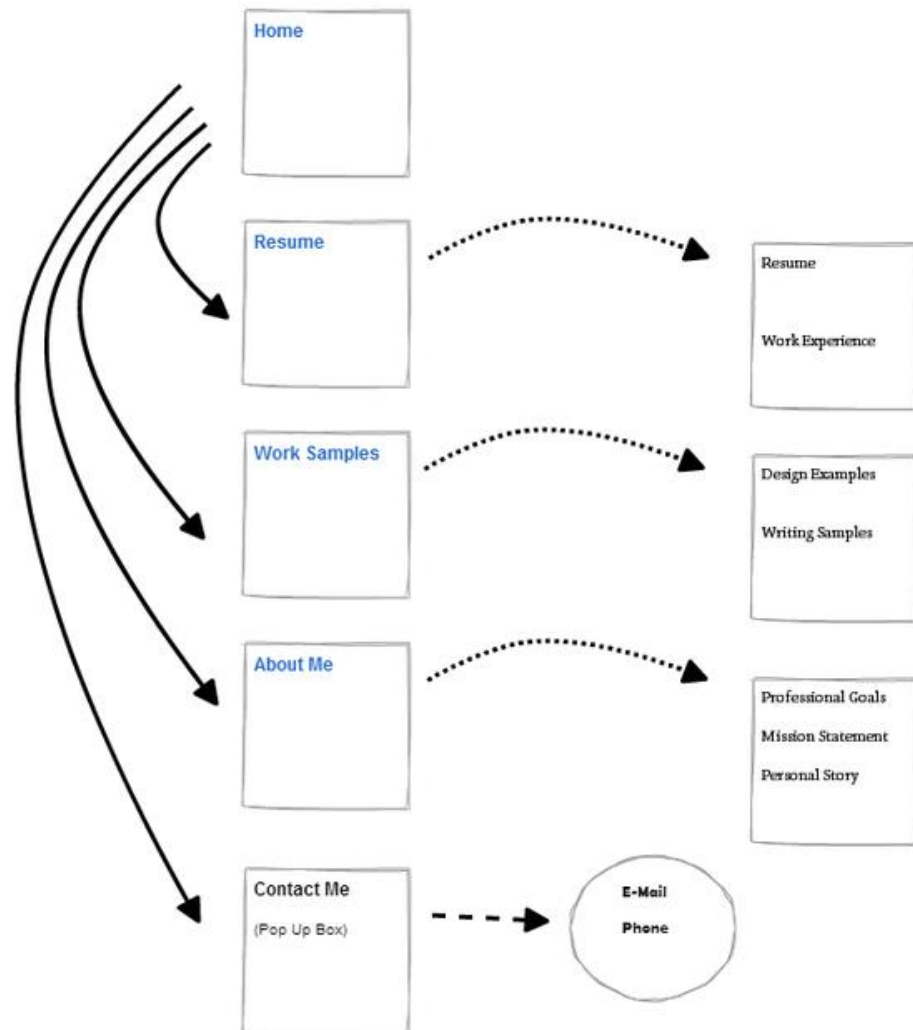 Home
Resume
Resume
Work Experience
Work Samples
Design Examples
Writing Samples
About Me
Professional Goals
Mission Statement
Personal Story
Contact Me
(Pop Up Box)
E-Mail
Phone